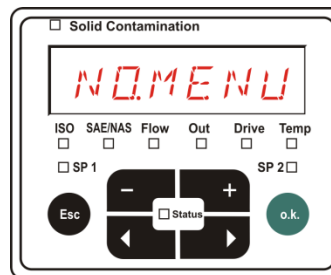 Solid Contamination
NO.MENU
ISO SAE/NAS Flow Out Drive Temp
SP 1 SP 2
- +
Esc Status o.k.